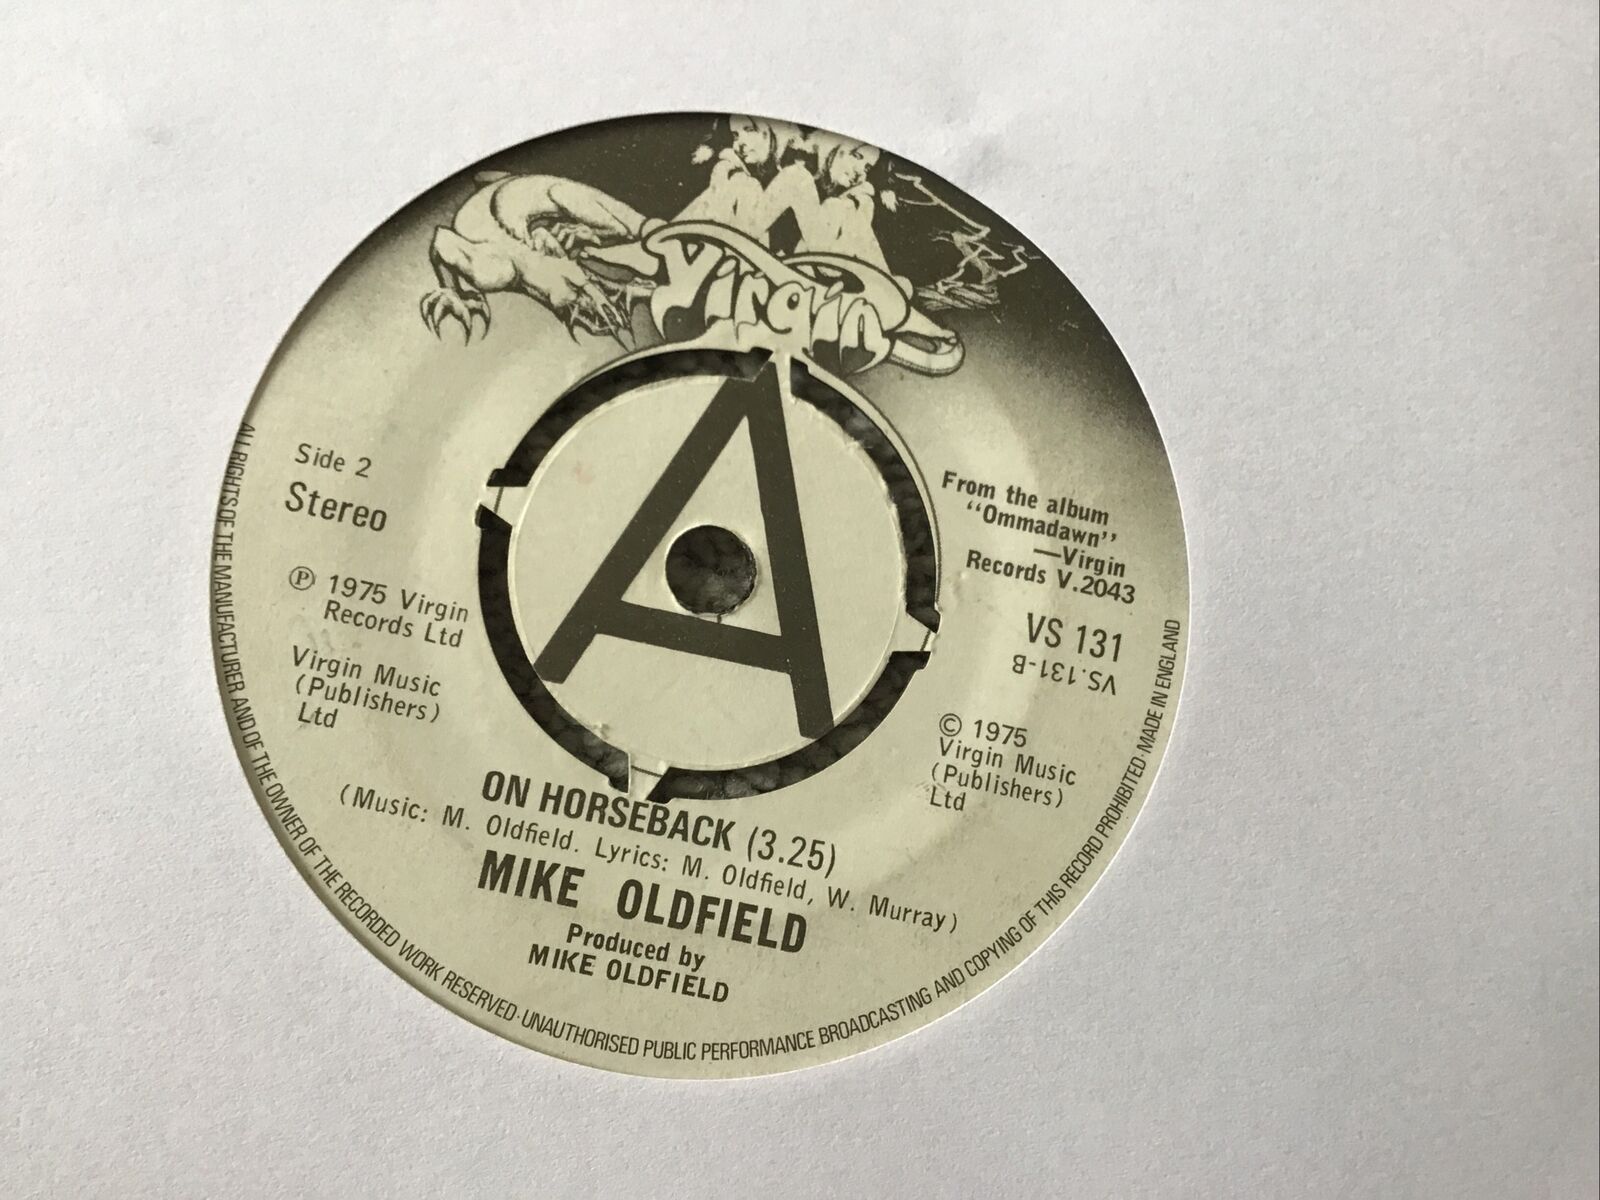 Virgin
A
Side 2
Stereo
Ⓟ 1975 Virgin
Records Ltd
Virgin Music
(Publishers)
Ltd
From the album
“Ommadawn”
—Virgin
Records V.2043
VS 131
VS.131-B
© 1975
Virgin Music
(Publishers)
Ltd
ON HORSEBACK (3.25)
(Music: M. Oldfield. Lyrics: M. Oldfield, W. Murray)
MIKE OLDFIELD
Produced by
MIKE OLDFIELD
ALL RIGHTS OF THE MANUFACTURER AND OF THE OWNER OF THE RECORDED WORK RESERVED · UNAUTHORISED PUBLIC PERFORMANCE BROADCASTING AND COPYING OF THIS RECORD PROHIBITED · MADE IN ENGLAND